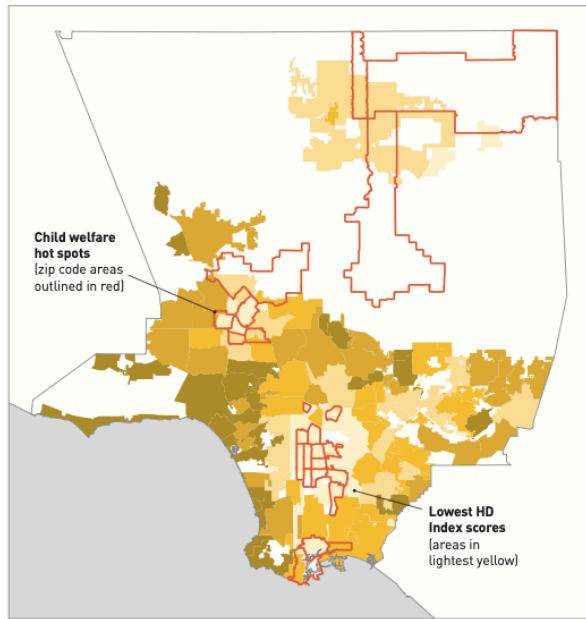 Child welfare
hot spots
(zip code areas
outlined in red)
Lowest HD
Index scores
(areas in
lightest yellow)